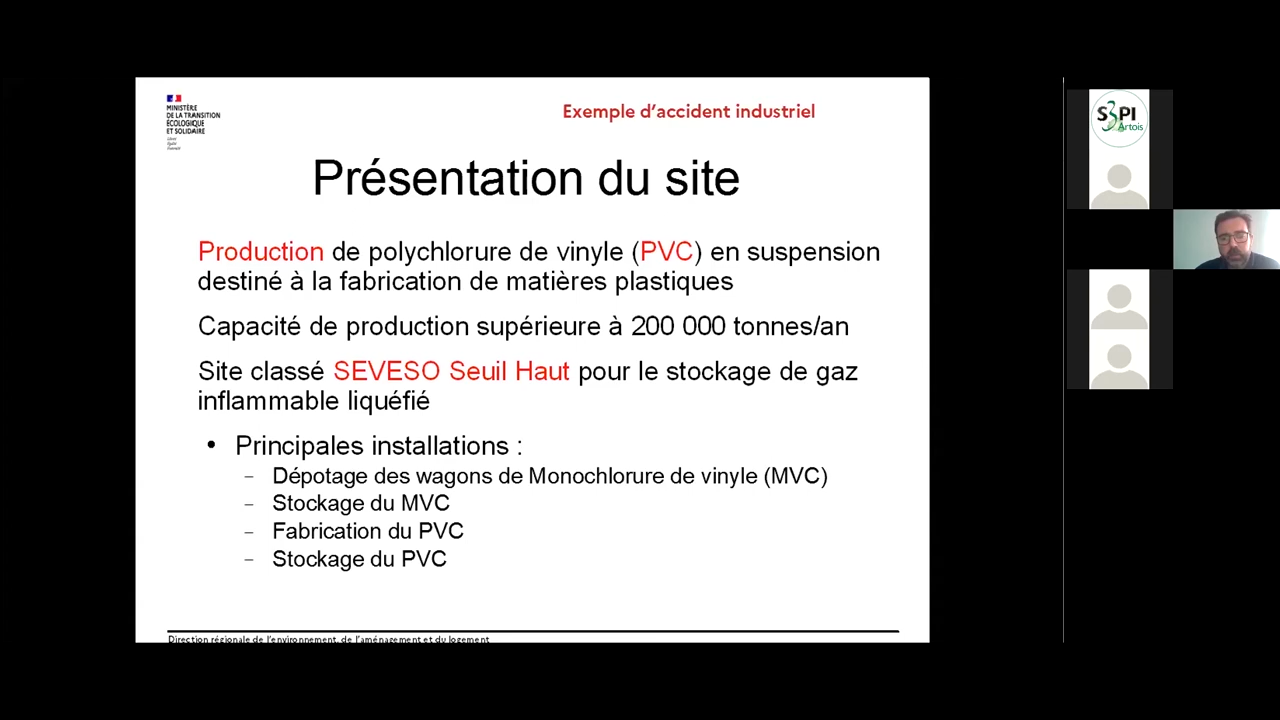 MINISTÈRE
DE LA TRANSITION
ÉCOLOGIQUE
ET SOLIDAIRE
Liberté
Égalité
Fraternité
Exemple d'accident industriel
Présentation du site
Production de polychlorure de vinyle (PVC) en suspension
destiné à la fabrication de matières plastiques
Capacité de production supérieure à 200 000 tonnes/an
Site classé SEVESO Seuil Haut pour le stockage de gaz
inflammable liquéfié
• Principales installations :
– Dépotage des wagons de Monochlorure de vinyle (MVC)
– Stockage du MVC
– Fabrication du PVC
– Stockage du PVC
Direction régionale de l'environnement, de l'aménagement et du logement
S3PI
Artois